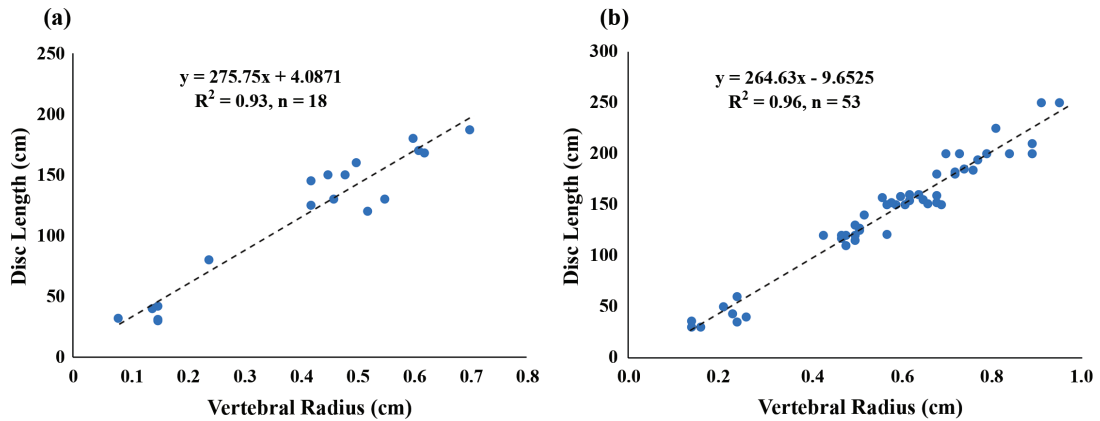 (a)
250
200
150
100
50
0
y = 275.75x + 4.0871
R² = 0.93, n = 18
Disc Length (cm)
0 0.1 0.2 0.3 0.4 0.5 0.6 0.7 0.8
Vertebral Radius (cm)
(b)
300
250
200
150
100
50
0
y = 264.63x - 9.6525
R² = 0.96, n = 53
Disc Length (cm)
0.0 0.2 0.4 0.6 0.8 1.0
Vertebral Radius (cm)